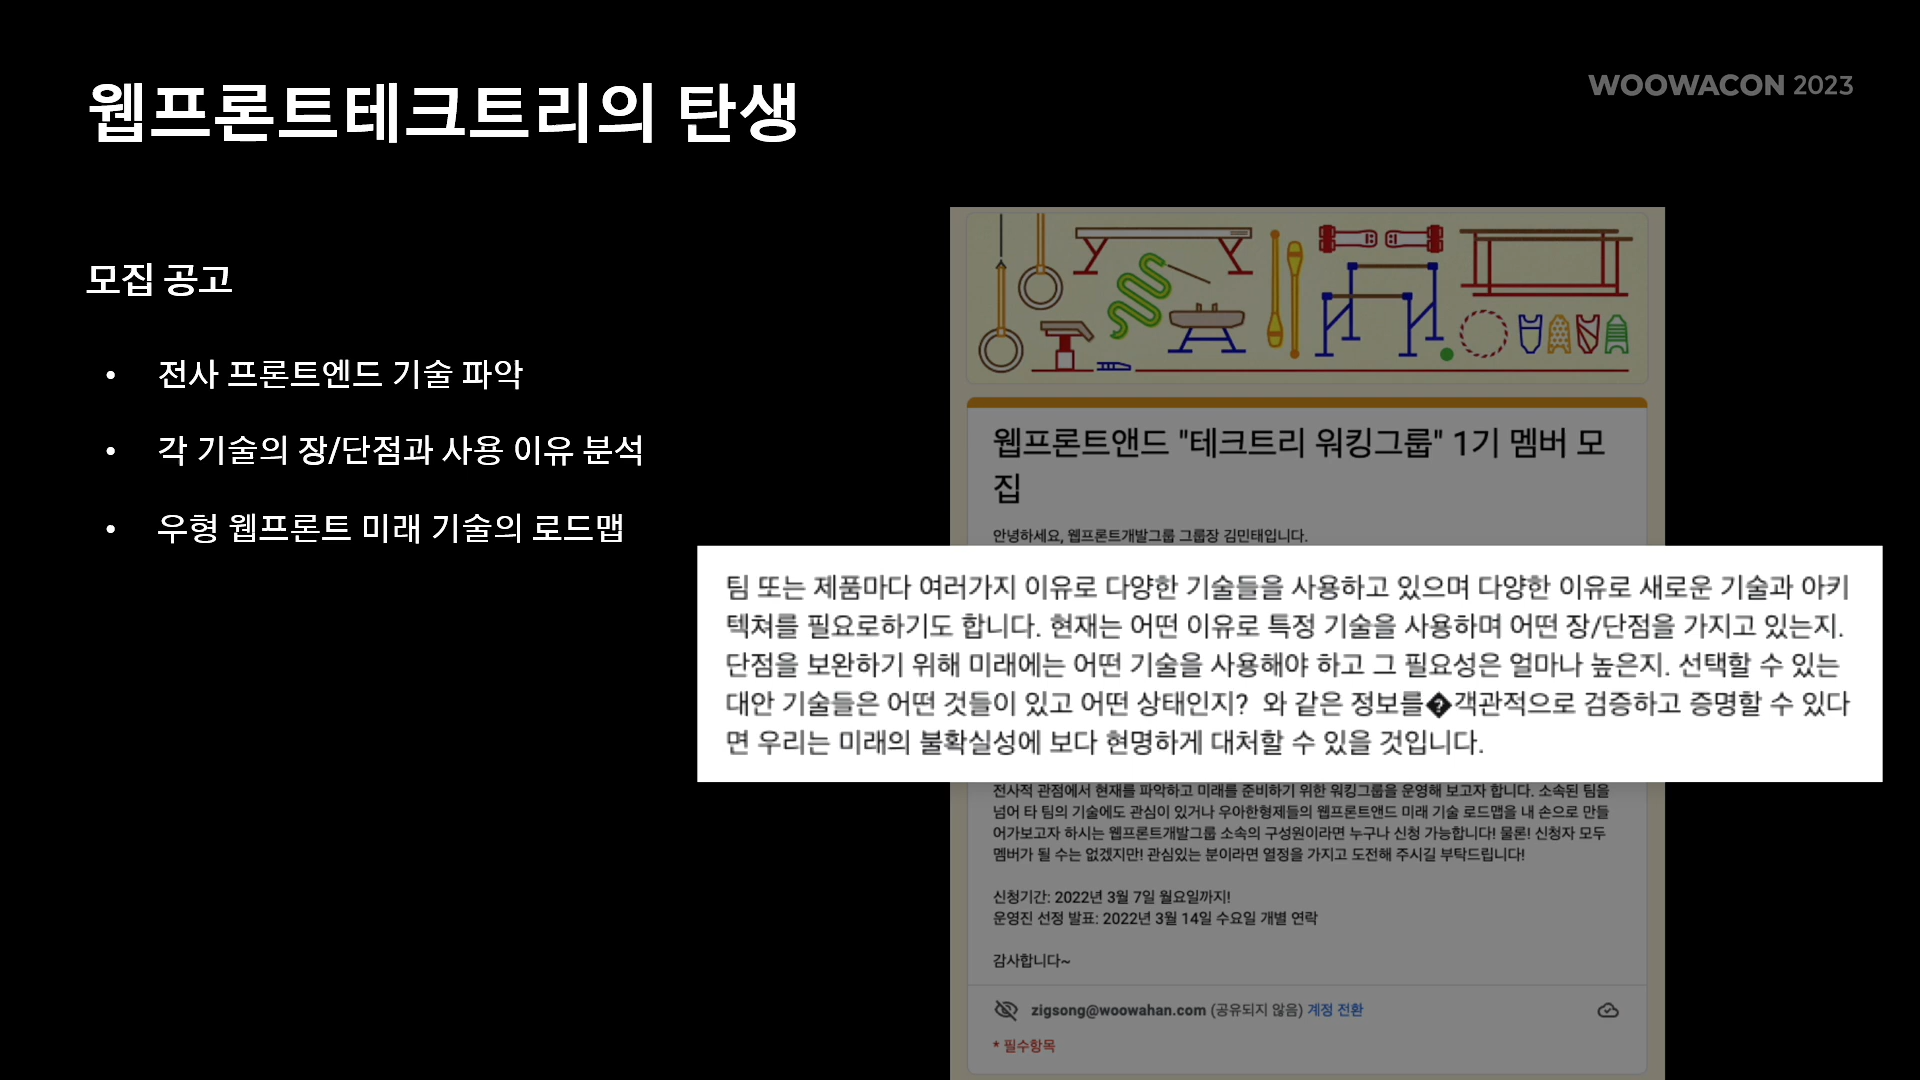 웹프론트테크트리의 탄생
WOOWACON 2023
모집 공고
• 전사 프론트엔드 기술 파악
• 각 기술의 장/단점과 사용 이유 분석
• 우형 웹프론트 미래 기술의 로드맵
웹프론트앤드 "테크트리 워킹그룹" 1기 멤버 모
집
안녕하세요, 웹프론트개발그룹 그룹장 김민태입니다.
팀 또는 제품마다 여러가지 이유로 다양한 기술들을 사용하고 있으며 다양한 이유로 새로운 기술과 아키
텍쳐를 필요로하기도 합니다. 현재는 어떤 이유로 특정 기술을 사용하며 어떤 장/단점을 가지고 있는지.
단점을 보완하기 위해 미래에는 어떤 기술을 사용해야 하고 그 필요성은 얼마나 높은지. 선택할 수 있는
대안 기술들은 어떤 것들이 있고 어떤 상태인지? 와 같은 정보를�객관적으로 검증하고 증명할 수 있다
면 우리는 미래의 불확실성에 보다 현명하게 대처할 수 있을 것입니다.
전사적 관점에서 현재를 파악하고 미래를 준비하기 위한 워킹그룹을 운영해 보고자 합니다. 소속된 팀을
넘어 타 팀의 기술에도 관심이 있거나 우아한형제들의 웹프론트앤드 미래 기술 로드맵을 내 손으로 만들
어가보고자 하시는 웹프론트개발그룹 소속의 구성원이라면 누구나 신청 가능합니다! 물론! 신청자 모두
멤버가 될 수는 없겠지만! 관심있는 분이라면 열정을 가지고 도전해 주시길 부탁드립니다!
신청기간: 2022년 3월 7일 월요일까지!
운영진 선정 발표: 2022년 3월 14일 수요일 개별 연락
감사합니다~
zigsong@woowahan.com (공유되지 않음) 계정 전환
* 필수항목